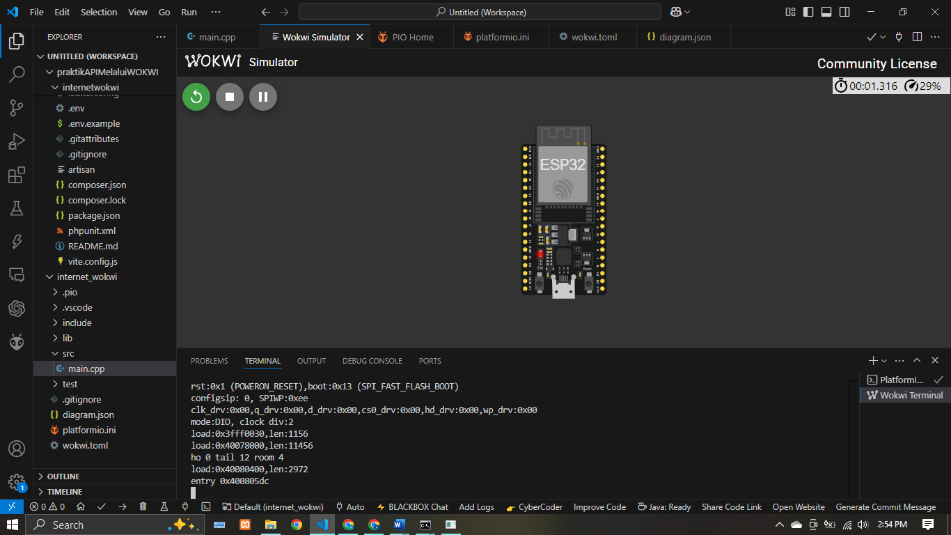 File Edit Selection View Go Run ··· Untitled (Workspace)
EXPLORER
main.cpp Wokwi Simulator PIO Home platformio.ini wokwi.toml diagram.json
UNTITLED (WORKSPACE)
praktikAPIMelaluiWOKWI
internetwokwi
.env
.env.example
.gitattributes
.gitignore
artisan
composer.json
composer.lock
package.json
phpunit.xml
README.md
vite.config.js
internet_wokwi
.pio
.vscode
include
lib
src
main.cpp
test
.gitignore
diagram.json
platformio.ini
wokwi.toml
OUTLINE
TIMELINE
WOKWi Simulator
Community License
00:01.316 29%
ESP32
PROBLEMS TERMINAL OUTPUT DEBUG CONSOLE PORTS
rst:0x1 (POWERON_RESET),boot:0x13 (SPI_FAST_FLASH_BOOT)
configsip: 0, SPIWP:0xee
clk_drv:0x00,q_drv:0x00,d_drv:0x00,cs0_drv:0x00,hd_drv:0x00,wp_drv:0x00
mode:DIO, clock div:2
load:0x3fff0030,len:1156
load:0x40078000,len:11456
ho 0 tail 12 room 4
load:0x40080400,len:2972
entry 0x400805dc
PlatformI...
Wokwi Terminal
1
0 0 Default (internet_wokwi) Auto BLACKBOX Chat Add Logs CyberCoder Improve Code Java: Ready Share Code Link Open Website Generate Commit Message
Search
2:54 PM